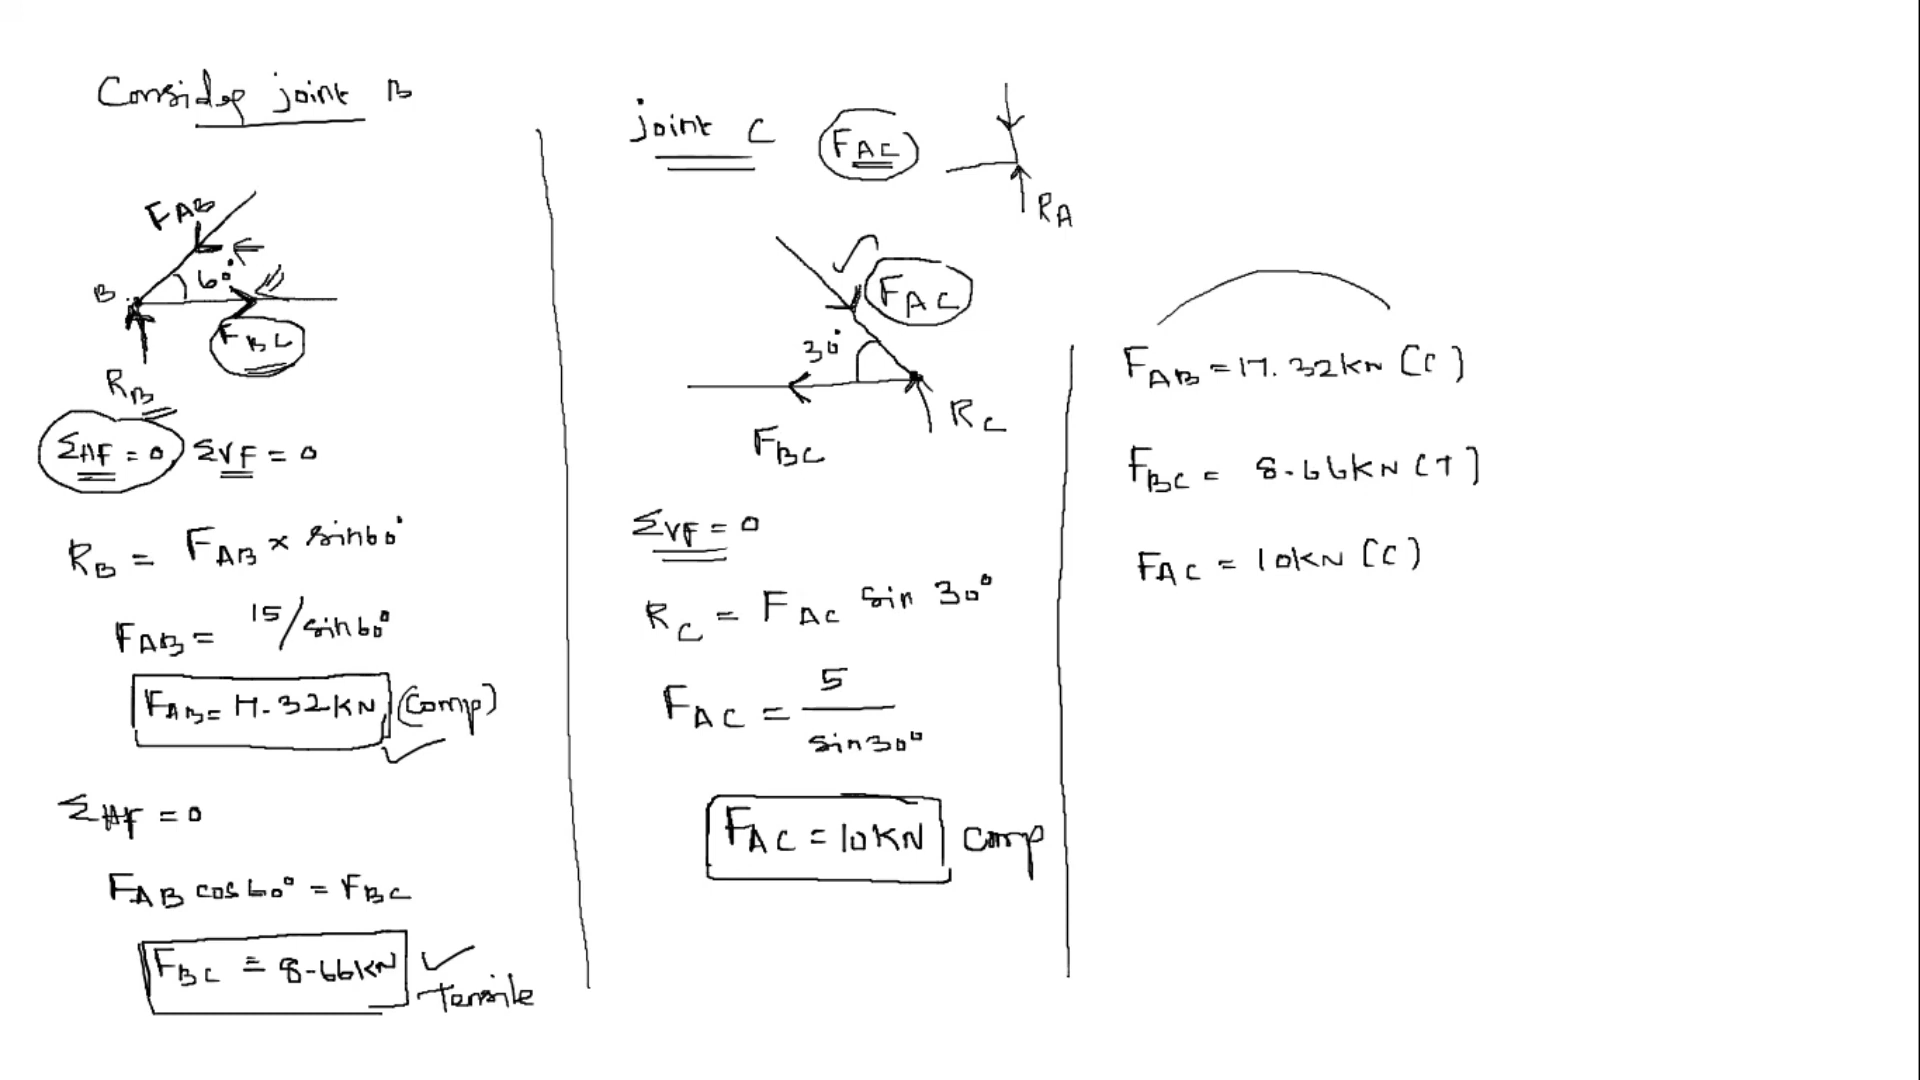 Consider joint B
FAB
60°
B
FBC
RB
ΣHF = 0 ΣVF = 0
RB = FAB × sin60°
FAB = 15/sin60°
FAB = 17.32KN (comp)
ΣHF = 0
FAB cos60° = FBC
FBC = 8.66KN
Tensile
joint C FAC
RA
FAC
30°
RC
FBC
ΣVF = 0
RC = FAC sin 30°
FAC = 5
sin30°
FAC = 10KN comp
FAB = 17.32KN (C)
FBC = 8.66KN (T)
FAC = 10KN (C)